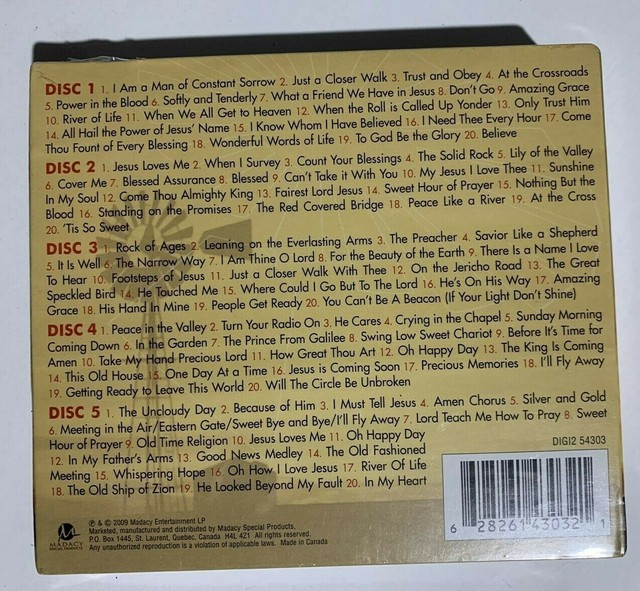 DISC 1 1. I Am a Man of Constant Sorrow 2. Just a Closer Walk 3. Trust and Obey 4. At the Crossroads
5. Power in the Blood 6. Softly and Tenderly 7. What a Friend We Have in Jesus 8. Don't Go 9. Amazing Grace
10. River of Life 11. When We All Get to Heaven 12. When the Roll is Called Up Yonder 13. Only Trust Him
14. All Hail the Power of Jesus' Name 15. I Know Whom I Have Believed 16. I Need Thee Every Hour 17. Come
Thou Fount of Every Blessing 18. Wonderful Words of Life 19. To God Be the Glory 20. Believe
DISC 2 1. Jesus Loves Me 2. When I Survey 3. Count Your Blessings 4. The Solid Rock 5. Lily of the Valley
6. Cover Me 7. Blessed Assurance 8. Blessed 9. Can't Take it With You 10. My Jesus I Love Thee 11. Sunshine
In My Soul 12. Come Thou Almighty King 13. Fairest Lord Jesus 14. Sweet Hour of Prayer 15. Nothing But the
Blood 16. Standing on the Promises 17. The Red Covered Bridge 18. Peace Like a River 19. At the Cross
20. 'Tis So Sweet
DISC 3 1. Rock of Ages 2. Leaning on the Everlasting Arms 3. The Preacher 4. Savior Like a Shepherd
5. It Is Well 6. The Narrow Way 7. I Am Thine O Lord 8. For the Beauty of the Earth 9. There Is a Name I Love
To Hear 10. Footsteps of Jesus 11. Just a Closer Walk With Thee 12. On the Jericho Road 13. The Great
Speckled Bird 14. He Touched Me 15. Where Could I Go But To The Lord 16. He's On His Way 17. Amazing
Grace 18. His Hand in Mine 19. People Get Ready 20. You Can't Be A Beacon (If Your Light Don't Shine)
DISC 4 1. Peace in the Valley 2. Turn Your Radio On 3. He Cares 4. Crying in the Chapel 5. Sunday Morning
Coming Down 6. In the Garden 7. The Prince From Galilee 8. Swing Low Sweet Chariot 9. Before It's Time for
Amen 10. Take My Hand Precious Lord 11. How Great Thou Art 12. Oh Happy Day 13. The King Is Coming
14. This Old House 15. One Day At a Time 16. Jesus is Coming Soon 17. Precious Memories 18. I'll Fly Away
19. Getting Ready to Leave This World 20. Will The Circle Be Unbroken
DISC 5 1. The Uncloudy Day 2. Because of Him 3. I Must Tell Jesus 4. Amen Chorus 5. Silver and Gold
6. Meeting in the Air/Eastern Gate/Sweet Bye and Bye/I'll Fly Away 7. Lord Teach Me How To Pray 8. Sweet
Hour of Prayer 9. Old Time Religion 10. Jesus Loves Me 11. Oh Happy Day
12. In My Father's Arms 13. Good News Medley 14. The Old Fashioned
Meeting 15. Whispering Hope 16. Oh How I Love Jesus 17. River Of Life
18. The Old Ship of Zion 19. He Looked Beyond My Fault 20. In My Heart
DIGI2 54303
6 28261 43032 1
MADACY
SPECIAL PRODUCTS
℗ & © 2009 Madacy Entertainment LP
Marketed, manufactured and distributed by Madacy Special Products.
P.O. Box 1445, St. Laurent, Quebec, Canada H4L 4Z1 All rights reserved.
Any unauthorized reproduction is a violation of applicable laws. Made in Canada